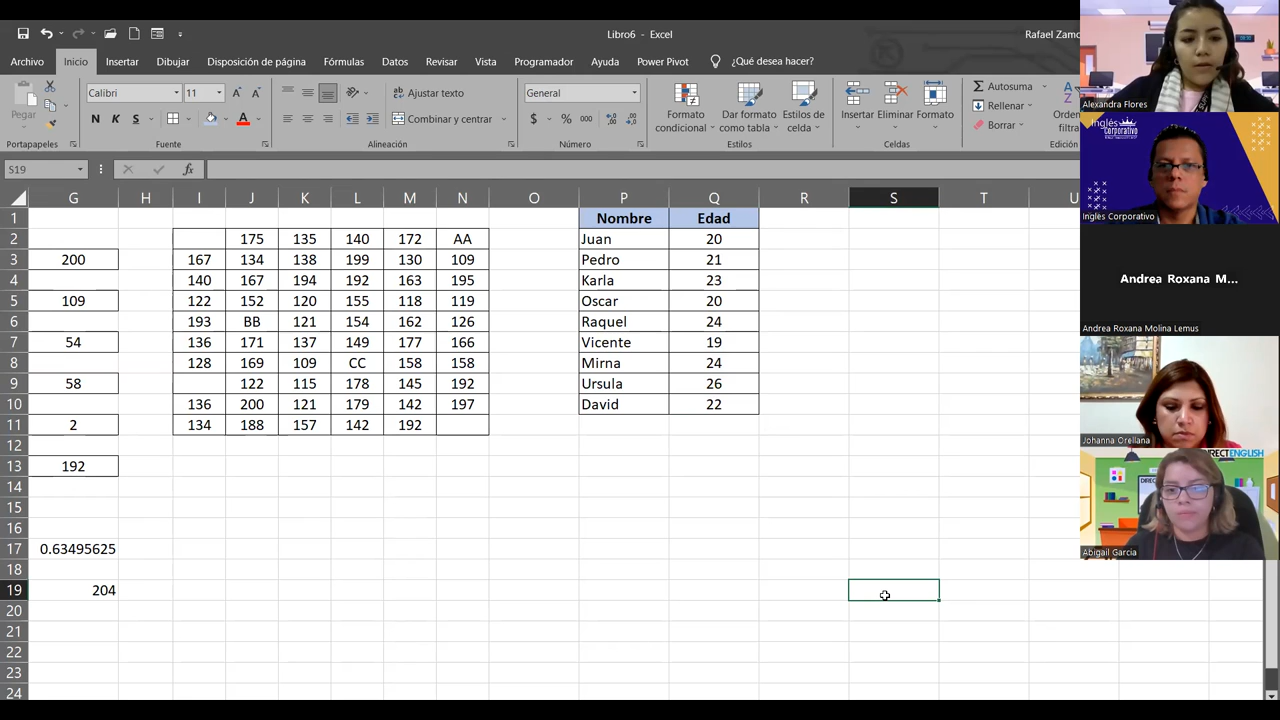 Libro6 - Excel
Rafael Zamo
Archivo Inicio Insertar Dibujar Disposición de página Fórmulas Datos Revisar Vista Programador Ayuda Power Pivot ¿Qué desea hacer?
Pegar
Calibri 11
N K S
Ajustar texto
Combinar y centrar
General
$ % 000
Formato condicional
Dar formato como tabla
Estilos de celda
Insertar Eliminar Formato
Autosuma
Rellenar
Borrar
Portapapeles Fuente Alineación Número Estilos Celdas Edición
S19 fx
G H I J K L M N O P Q R S T U
1 Nombre Edad
2 175 135 140 172 AA Juan 20
3 200 167 134 138 199 130 109 Pedro 21
4 140 167 194 192 163 195 Karla 23
5 109 122 152 120 155 118 119 Oscar 20
6 193 BB 121 154 162 126 Raquel 24
7 54 136 171 137 149 177 166 Vicente 19
8 128 169 109 CC 158 158 Mirna 24
9 58 122 115 178 145 192 Ursula 26
10 136 200 121 179 142 197 David 22
11 2 134 188 157 142 192
12
13 192
14
15
16
17 0.63495625
18
19 204
20
21
22
23
24
Alexandra Flores
Inglés Corporativo
Inglés Corporativo
Andrea Roxana M...
Andrea Roxana Molina Lemus
Johanna Orellana
DIRECT ENGLISH
Abigail Garcia